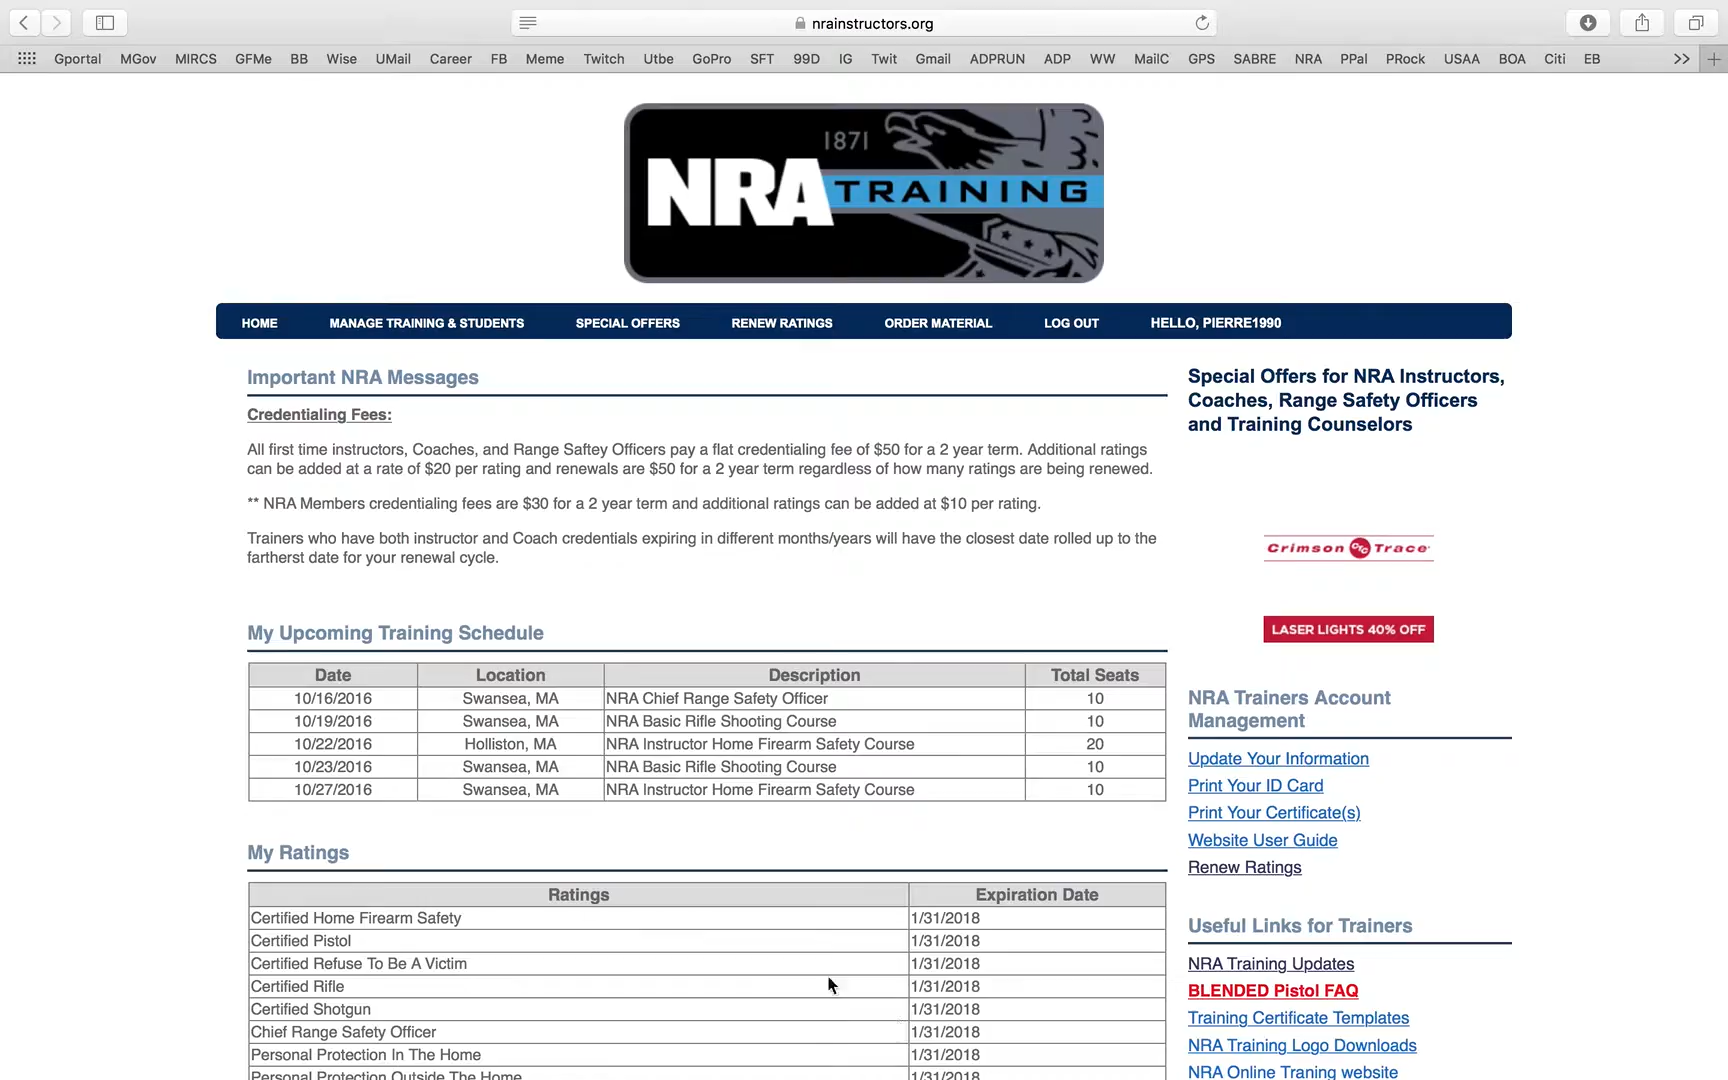 nrainstructors.org
Gportal MGov MIRCS GFMe BB Wise UMail Career FB Meme Twitch Utbe GoPro SFT 99D IG Twit Gmail ADPRUN ADP WW MailC GPS SABRE NRA PPal PRock USAA BOA Citi EB
1871
NRA TRAINING
HOME MANAGE TRAINING & STUDENTS SPECIAL OFFERS RENEW RATINGS ORDER MATERIAL LOG OUT HELLO, PIERRE1990
Important NRA Messages
Credentialing Fees:
All first time instructors, Coaches, and Range Saftey Officers pay a flat credentialing fee of $50 for a 2 year term. Additional ratings
can be added at a rate of $20 per rating and renewals are $50 for a 2 year term regardless of how many ratings are being renewed.
** NRA Members credentialing fees are $30 for a 2 year term and additional ratings can be added at $10 per rating.
Trainers who have both instructor and Coach credentials expiring in different months/years will have the closest date rolled up to the
fartherst date for your renewal cycle.
My Upcoming Training Schedule
Date Location Description Total Seats
10/16/2016 Swansea, MA NRA Chief Range Safety Officer 10
10/19/2016 Swansea, MA NRA Basic Rifle Shooting Course 10
10/22/2016 Holliston, MA NRA Instructor Home Firearm Safety Course 20
10/23/2016 Swansea, MA NRA Basic Rifle Shooting Course 10
10/27/2016 Swansea, MA NRA Instructor Home Firearm Safety Course 10
My Ratings
Ratings Expiration Date
Certified Home Firearm Safety 1/31/2018
Certified Pistol 1/31/2018
Certified Refuse To Be A Victim 1/31/2018
Certified Rifle 1/31/2018
Certified Shotgun 1/31/2018
Chief Range Safety Officer 1/31/2018
Personal Protection In The Home 1/31/2018
Personal Protection Outside The Home 1/31/2018
Special Offers for NRA Instructors,
Coaches, Range Safety Officers
and Training Counselors
Crimson CTC Trace
LASER LIGHTS 40% OFF
NRA Trainers Account
Management
Update Your Information
Print Your ID Card
Print Your Certificate(s)
Website User Guide
Renew Ratings
Useful Links for Trainers
NRA Training Updates
BLENDED Pistol FAQ
Training Certificate Templates
NRA Training Logo Downloads
NRA Online Traning website